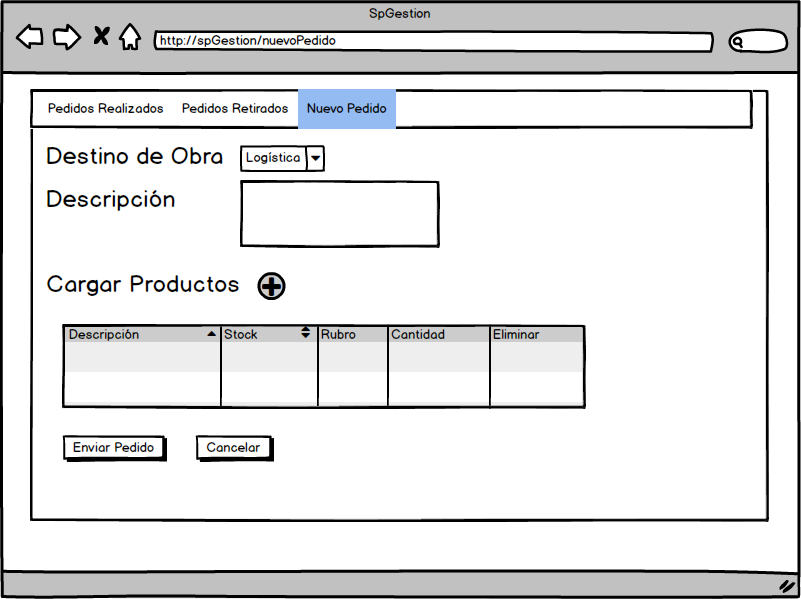 SpGestion
http://spGestion/nuevoPedido
Pedidos Realizados Pedidos Retirados Nuevo Pedido
Destino de Obra Logística
Descripción
Cargar Productos
Descripción Stock Rubro Cantidad Eliminar
Enviar Pedido Cancelar